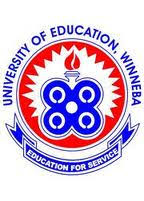 UNIVERSITY OF EDUCATION, WINNEBA
EDUCATION FOR SERVICE